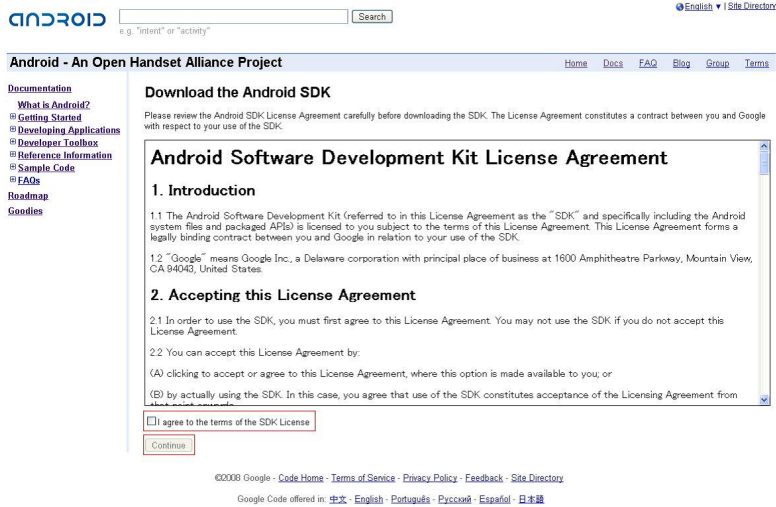 English ▼ | Site Directory
ANDROID
Search
e.g. "intent" or "activity"
Android - An Open Handset Alliance Project
Home Docs FAQ Blog Group Terms
Documentation
What is Android?
Getting Started
Developing Applications
Developer Toolbox
Reference Information
Sample Code
FAQs
Roadmap
Goodies
Download the Android SDK
Please review the Android SDK License Agreement carefully before downloading the SDK. The License Agreement constitutes a contract between you and Google
with respect to your use of the SDK.
Android Software Development Kit License Agreement
1. Introduction
1.1 The Android Software Development Kit (referred to in this License Agreement as the "SDK" and specifically including the Android
system files and packaged APIs) is licensed to you subject to the terms of this License Agreement. This License Agreement forms a
legally binding contract between you and Google in relation to your use of the SDK.
1.2 "Google" means Google Inc., a Delaware corporation with principal place of business at 1600 Amphitheatre Parkway, Mountain View,
CA 94043, United States.
2. Accepting this License Agreement
2.1 In order to use the SDK, you must first agree to this License Agreement. You may not use the SDK if you do not accept this
License Agreement.
2.2 You can accept this License Agreement by:
(A) clicking to accept or agree to this License Agreement, where this option is made available to you; or
(B) by actually using the SDK. In this case, you agree that use of the SDK constitutes acceptance of the Licensing Agreement from
that point onwards.
I agree to the terms of the SDK License
Continue
©2008 Google - Code Home - Terms of Service - Privacy Policy - Feedback - Site Directory
Google Code offered in: 中文 - English - Português - Русский - Español - 日本語